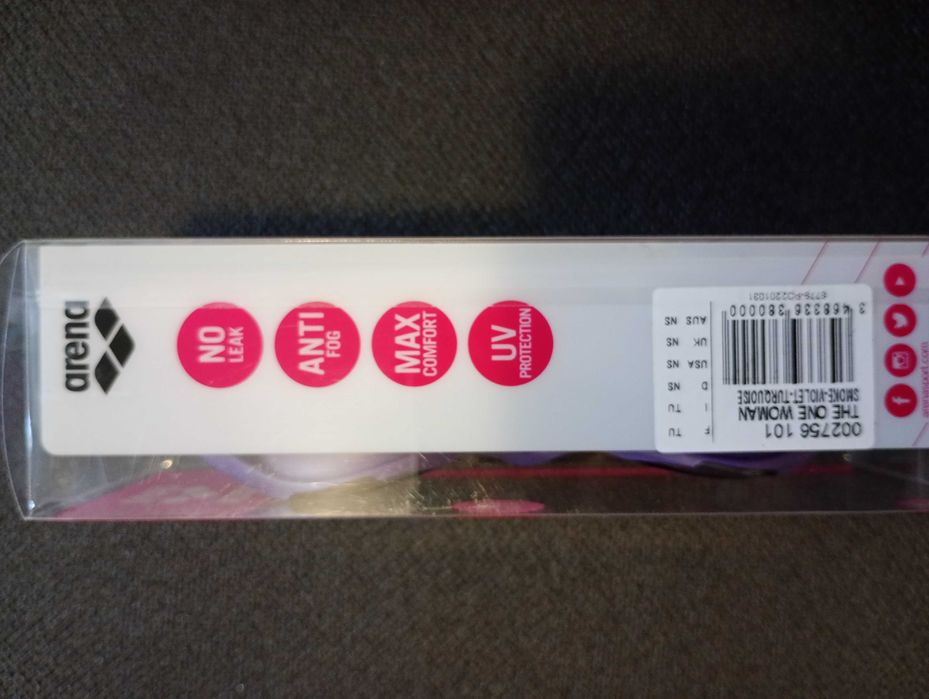 arena
NO
LEAK
ANTI
FOG
MAX
COMFORT
UV
PROTECTION
002756 101
THE ONE WOMAN
SMOKE-VIOLET-TURQUOISE
F TU
I TU
D NS
USA NS
UK NS
AUS NS
3 468336 380000